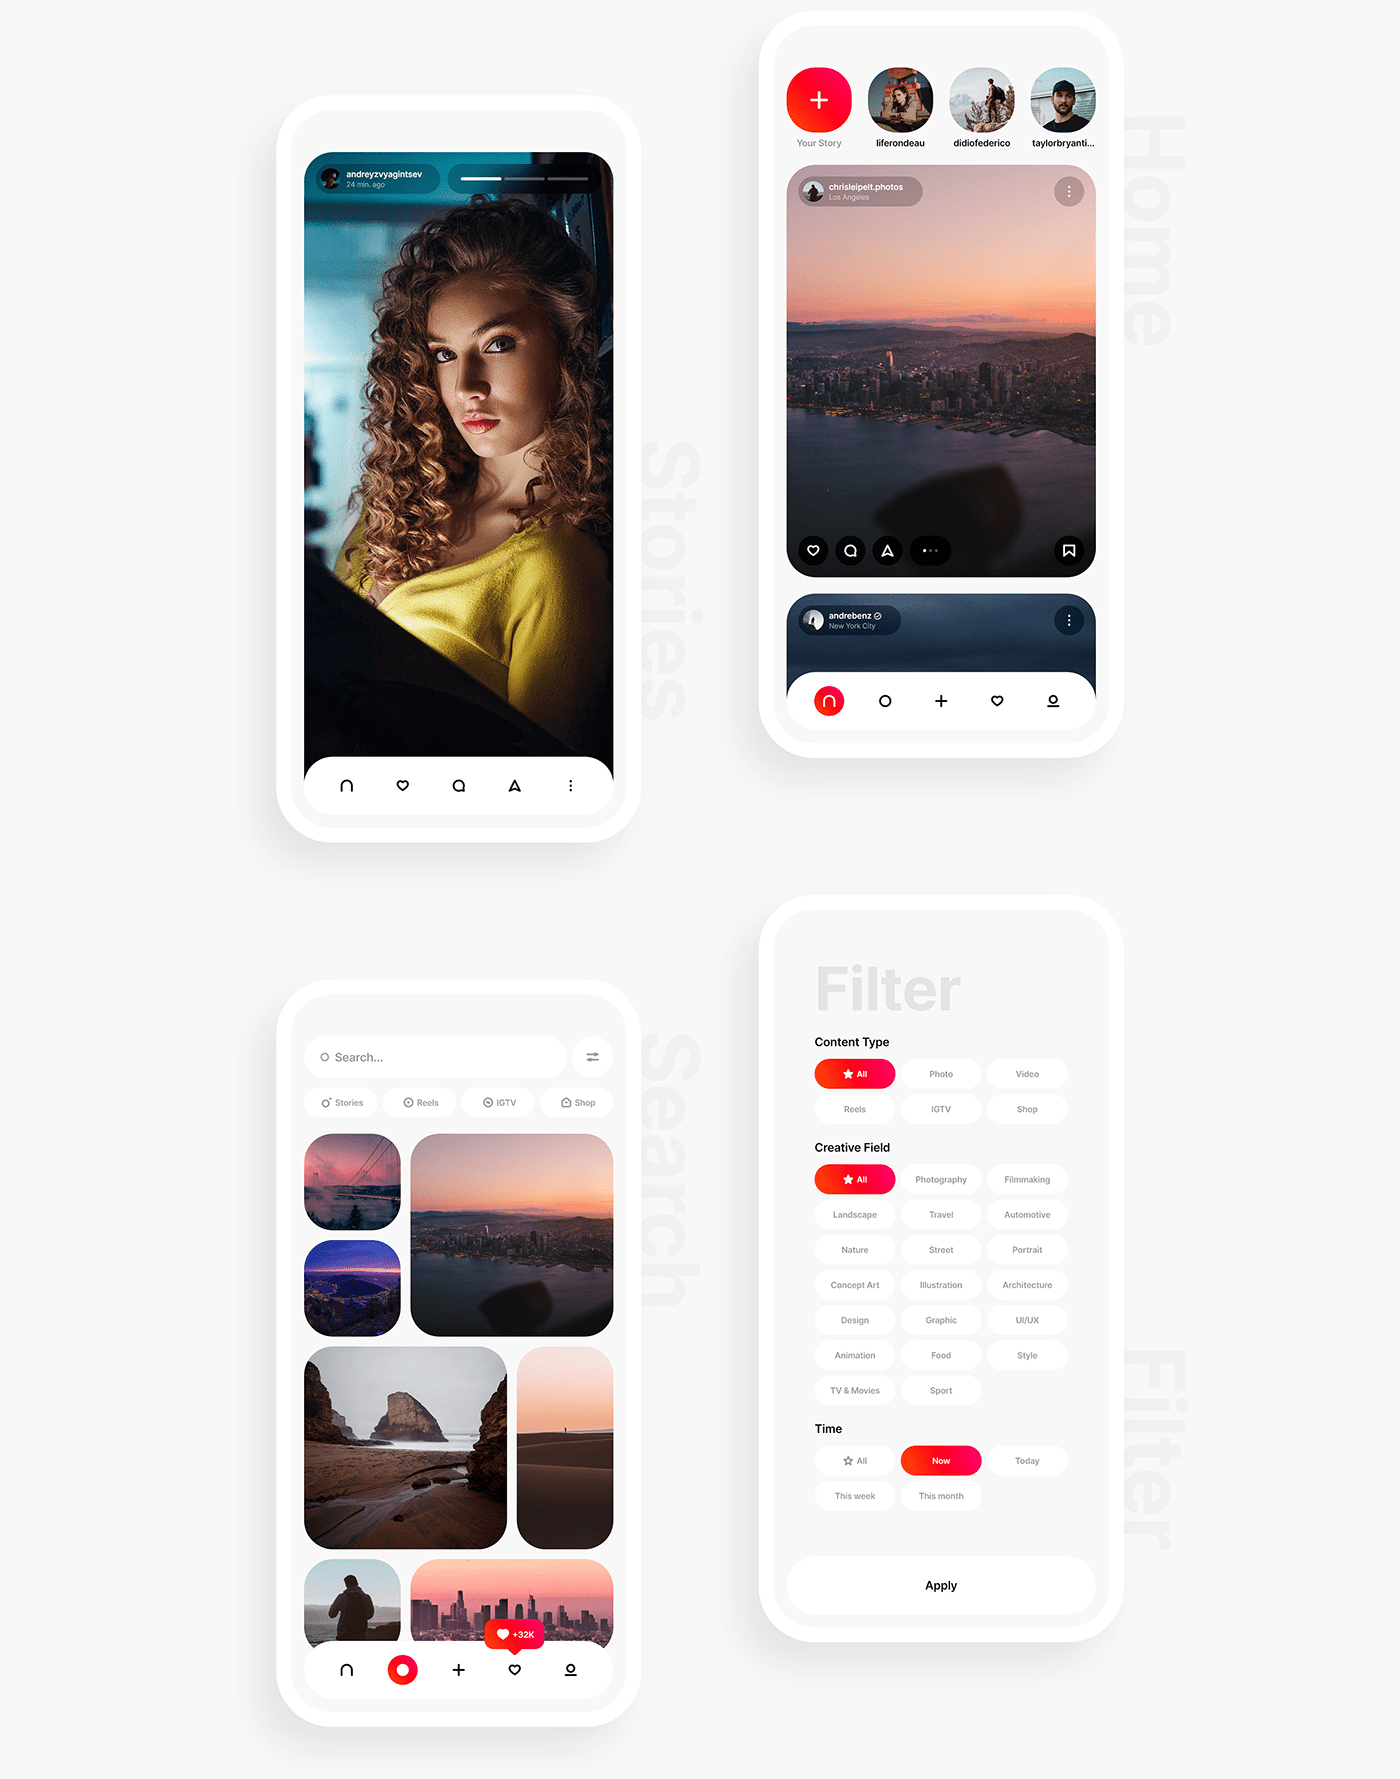 andreyzvyagintsev
24 min. ago
Stories
Your Story
liferondeau
didiofederico
taylorbryanti...
chrisleipelt.photos
Los Angeles
andrebenz
New York City
Home
Search...
Stories
Reels
IGTV
Shop
+32K
Search
Filter
Content Type
All
Photo
Video
Reels
IGTV
Shop
Creative Field
All
Photography
Filmmaking
Landscape
Travel
Automotive
Nature
Street
Portrait
Concept Art
Illustration
Architecture
Design
Graphic
UI/UX
Animation
Food
Style
TV & Movies
Sport
Time
All
Now
Today
This week
This month
Apply
Filter